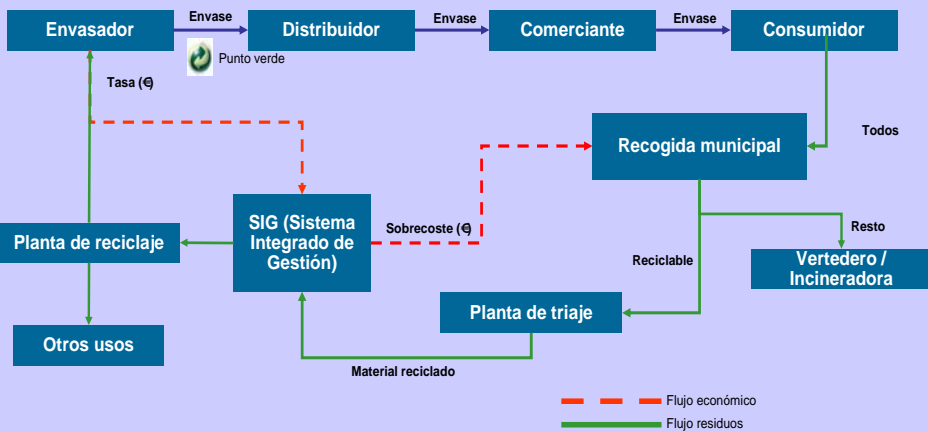 Envase
Envase
Envase
Envasador
Distribuidor
Comerciante
Consumidor
Punto verde
Tasa (€)
Todos
Recogida municipal
SIG (Sistema
Integrado de
Gestión)
Sobrecoste (€)
Resto
Planta de reciclaje
Reciclable
Vertedero /
Incineradora
Planta de triaje
Otros usos
Material reciclado
Flujo económico
Flujo residuos